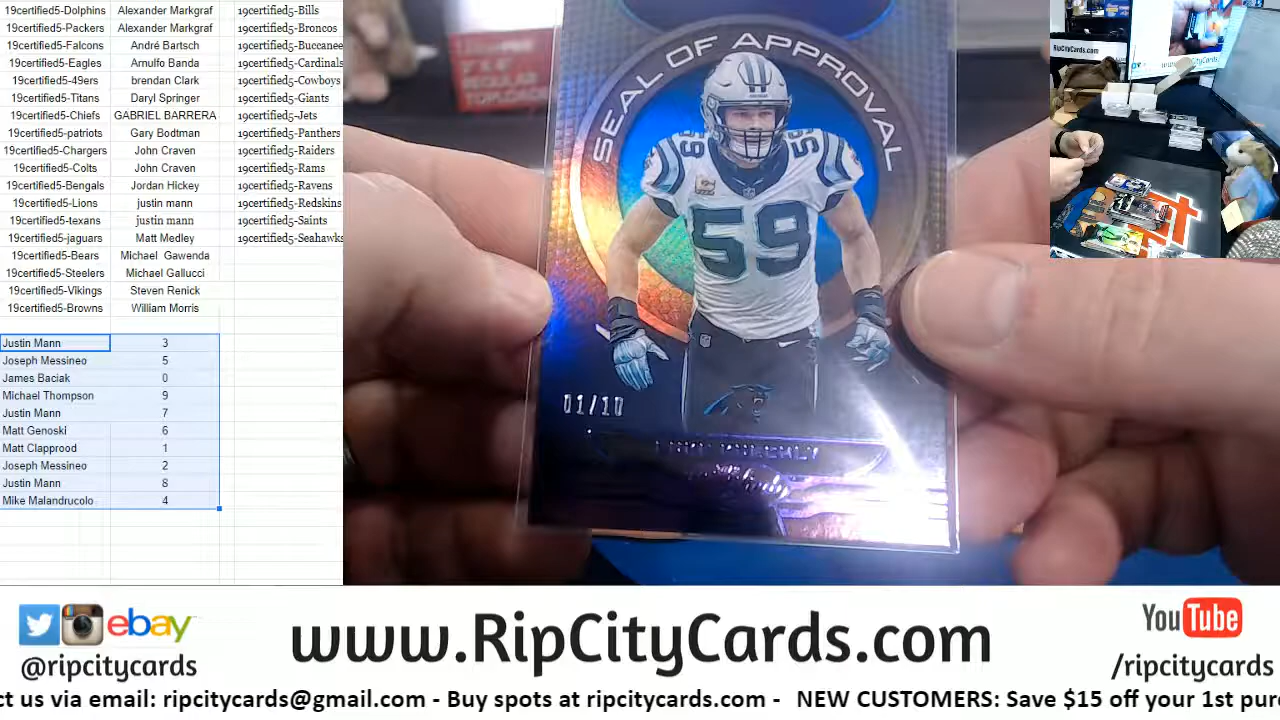 19certified5-Dolphins Alexander Markgraf 19certified5-Bills
19certified5-Packers Alexander Markgraf 19certified5-Broncos
19certified5-Falcons André Bartsch 19certified5-Buccanee
19certified5-Eagles Arnulfo Banda 19certified5-Cardinals
19certified5-49ers brendan Clark 19certified5-Cowboys
19certified5-Titans Daryl Springer 19certified5-Giants
19certified5-Chiefs GABRIEL BARRERA 19certified5-Jets
19certified5-patriots Gary Bodtman 19certified5-Panthers
19certified5-Chargers John Craven 19certified5-Raiders
19certified5-Colts John Craven 19certified5-Rams
19certified5-Bengals Jordan Hickey 19certified5-Ravens
19certified5-Lions justin mann 19certified5-Redskins
19certified5-texans justin mann 19certified5-Saints
19certified5-jaguars Matt Medley 19certified5-Seahawks
19certified5-Bears Michael Gawenda
19certified5-Steelers Michael Gallucci
19certified5-Vikings Steven Renick
19certified5-Browns William Morris
Justin Mann 3
Joseph Messineo 5
James Baciak 0
Michael Thompson 9
Justin Mann 7
Matt Genoski 6
Matt Clapprood 1
Joseph Messineo 2
Justin Mann 8
Mike Malandrucolo 4
SEAL OF APPROVAL
59 59
59
01/10
RipCityCards.com
ebay
@ripcitycards
www.RipCityCards.com
YouTube
/ripcitycards
ct us via email: ripcitycards@gmail.com - Buy spots at ripcitycards.com - NEW CUSTOMERS: Save $15 off your 1st pur